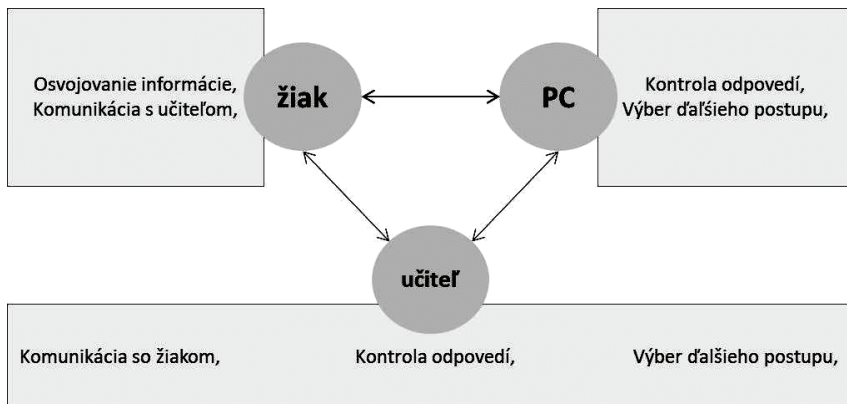 Osvojovanie informácie,
Komunikácia s učiteľom,
žiak
PC
Kontrola odpovedí,
Výber ďaľšieho postupu,
učiteľ
Komunikácia so žiakom,
Kontrola odpovedí,
Výber ďalšieho postupu,